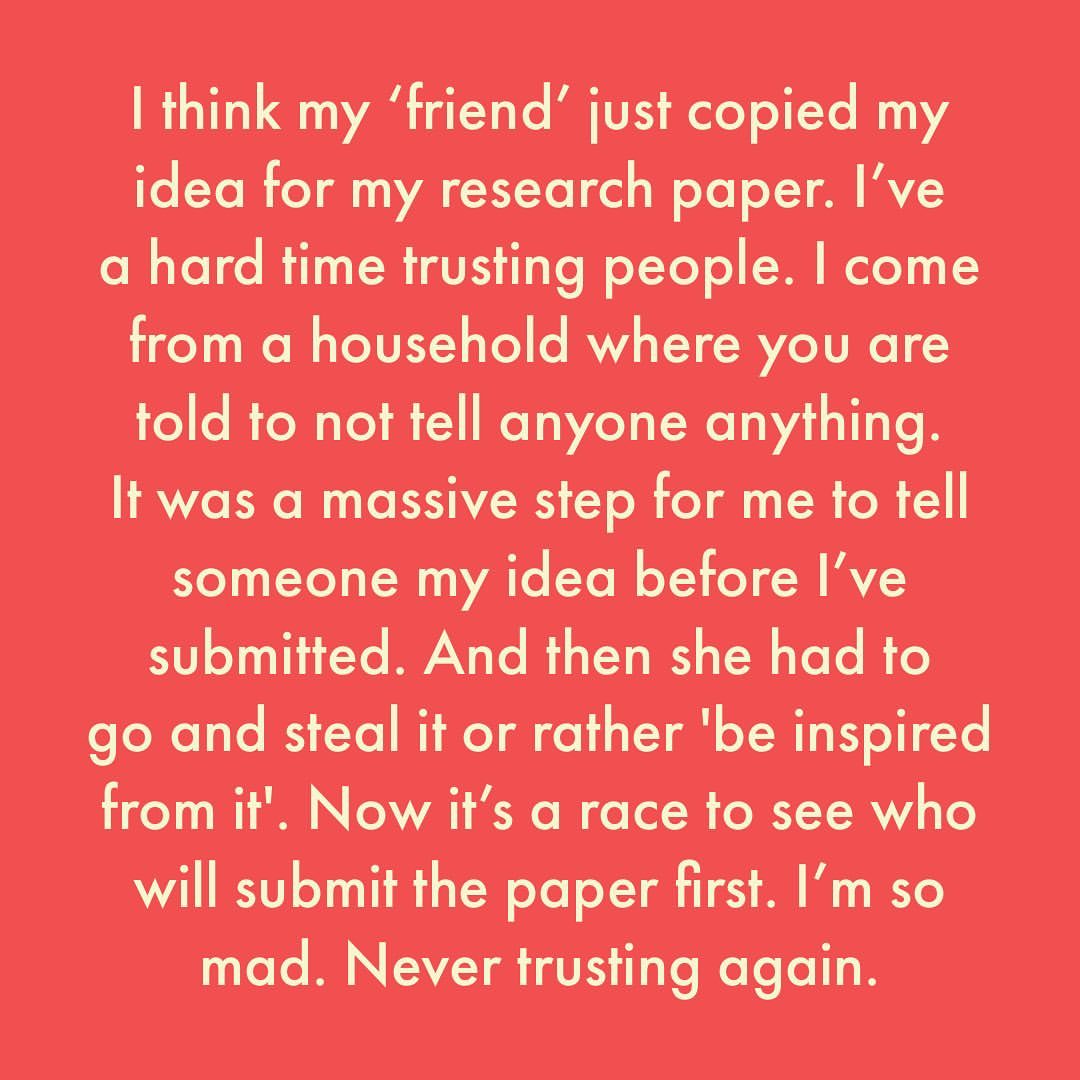 I think my ‘friend’ just copied my
idea for my research paper. I’ve
a hard time trusting people. I come
from a household where you are
told to not tell anyone anything.
It was a massive step for me to tell
someone my idea before I’ve
submitted. And then she had to
go and steal it or rather 'be inspired
from it'. Now it’s a race to see who
will submit the paper first. I’m so
mad. Never trusting again.